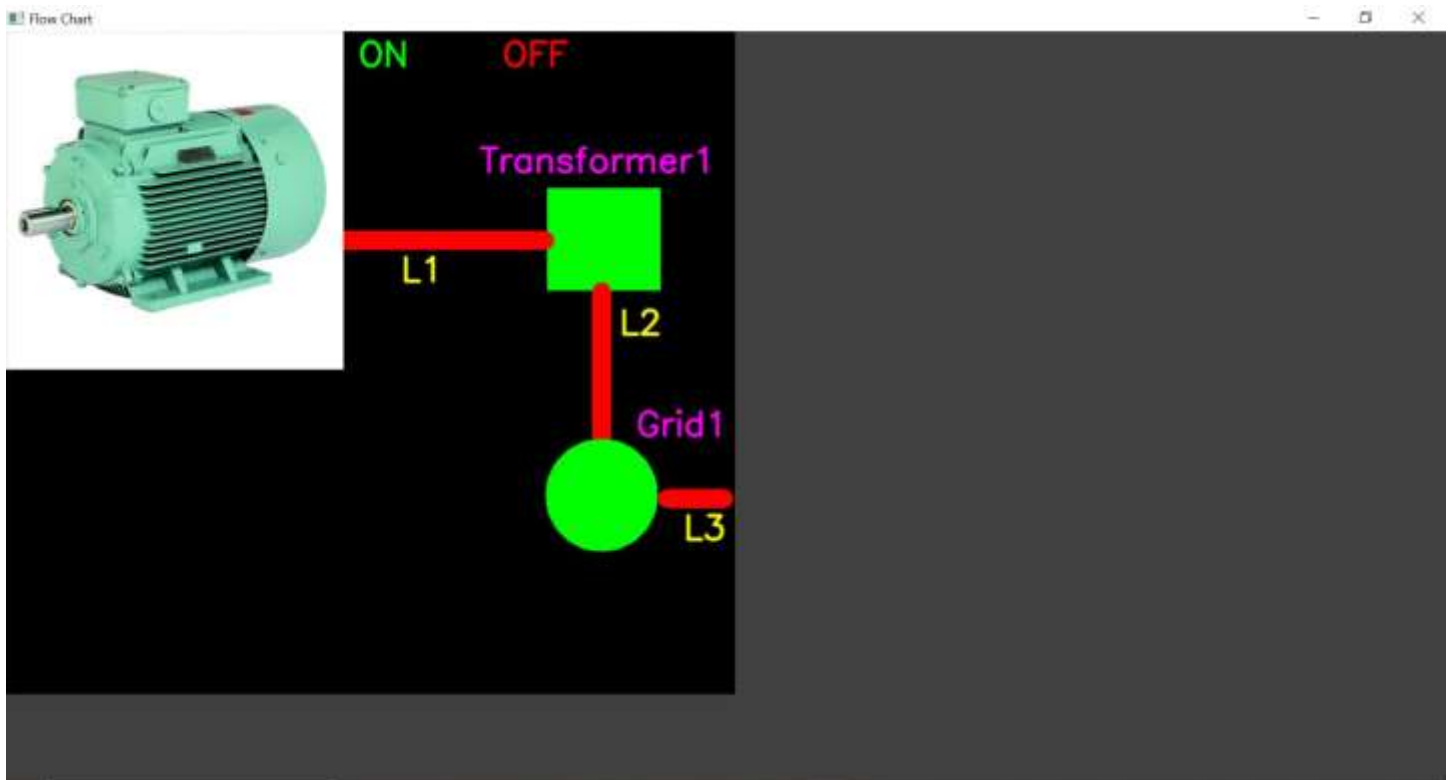 Flow Chart
ON OFF
Transformer1
L1
L2
Grid1
L3